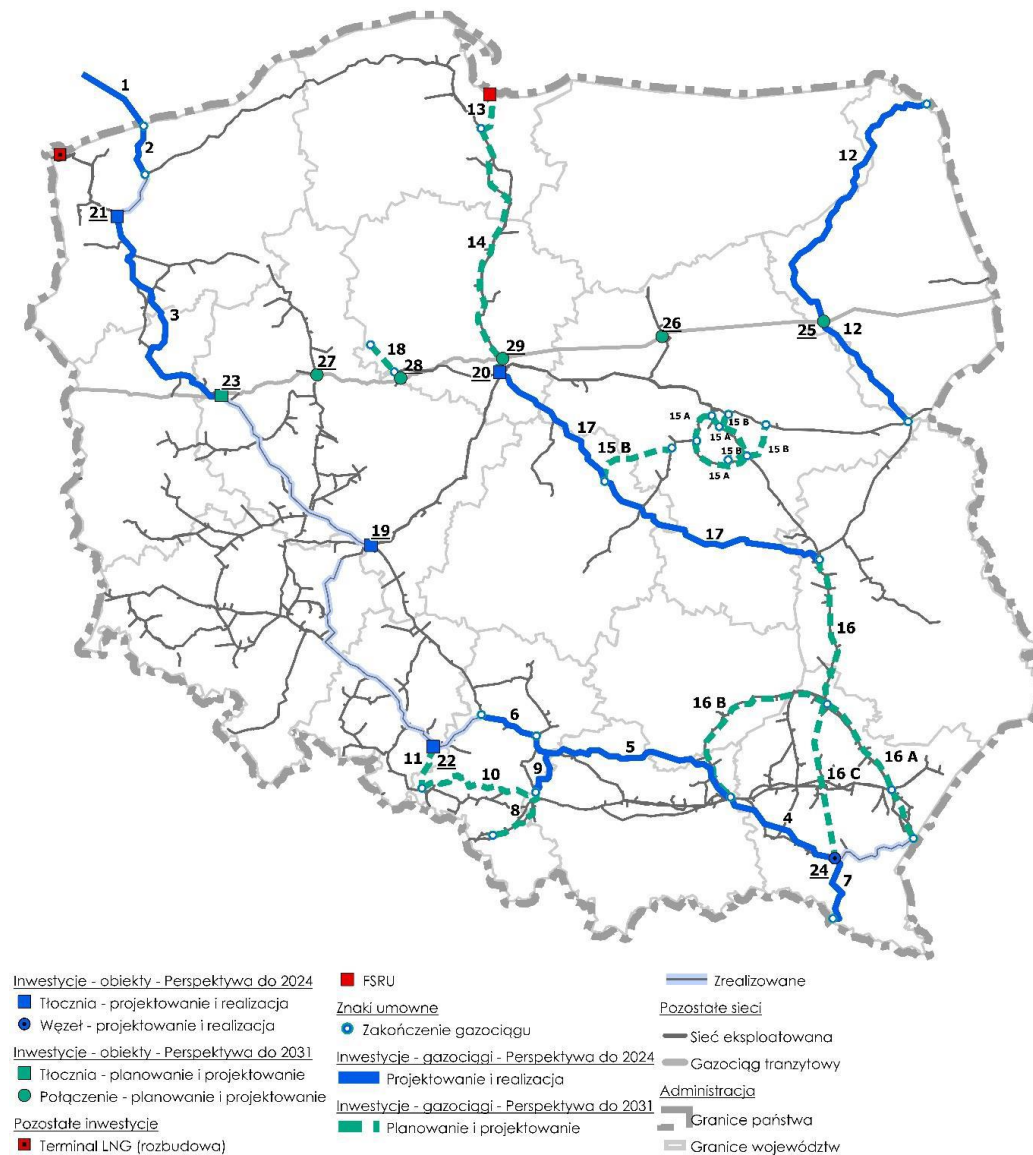 1
13
2
12
21
14
3
26
29
25
12
27
18
28
20
23
15 A
15 B
17
15 A
15 B
15 B
15 B
15 A
19
17
16
16 B
6
5
11
22
16 A
10
9
16 C
8
4
24
7
Inwestycje - obiekty - Perspektywa do 2024
Tłocznia - projektowanie i realizacja
Węzeł - projektowanie i realizacja
Inwestycje - obiekty - Perspektywa do 2031
Tłocznia - planowanie i projektowanie
Połączenie - planowanie i projektowanie
Pozostałe inwestycje
Terminal LNG (rozbudowa)
FSRU
Znaki umowne
Zakończenie gazociągu
Inwestycje - gazociągi - Perspektywa do 2024
Projektowanie i realizacja
Inwestycje - gazociągi - Perspektywa do 2031
Planowanie i projektowanie
Zrealizowane
Pozostałe sieci
Sieć eksploatowana
Gazociąg tranzytowy
Administracja
Granice państwa
Granice województw